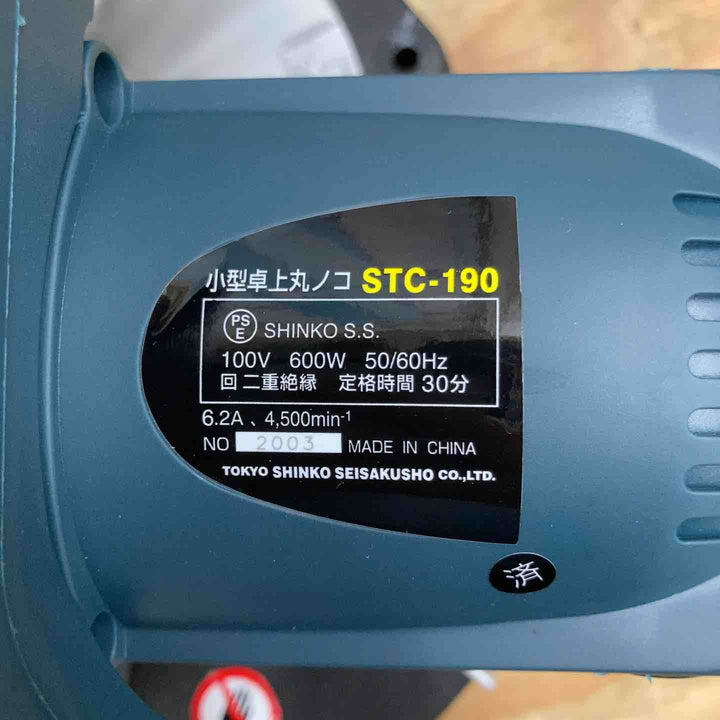 小型卓上丸ノコ STC-190
PS
E SHINKO S.S.
100V 600W 50/60Hz
回 二重絶縁 定格時間 30分
6.2A 、 4,500min⁻¹
NO 2003 MADE IN CHINA
TOKYO SHINKO SEISAKUSHO CO.,LTD.
済